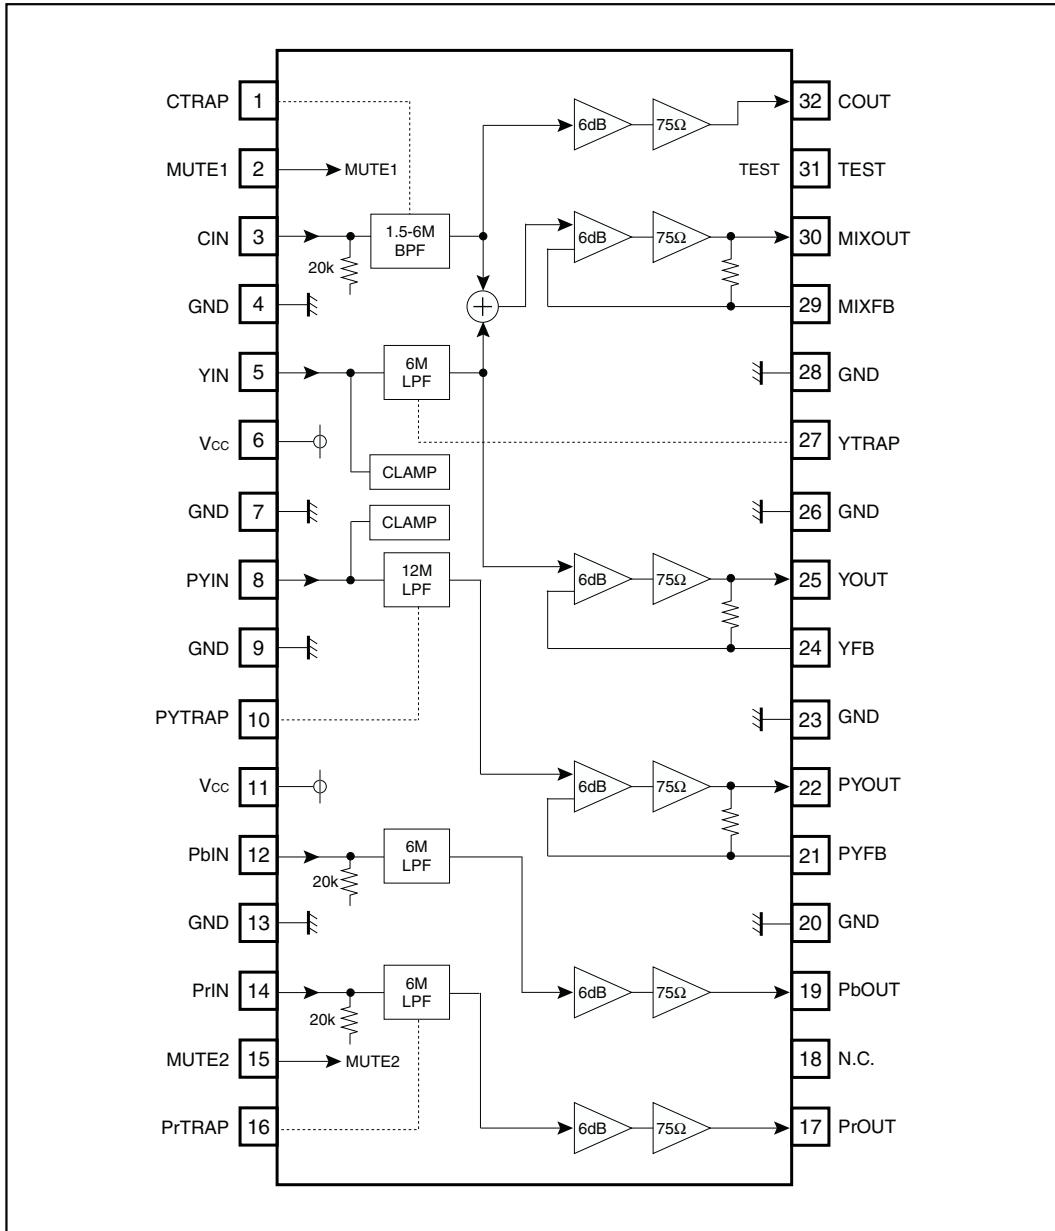 CTRAP 1
MUTE1 2 MUTE1
CIN 3
20k
1.5-6M
BPF
GND 4
YIN 5
6M
LPF
Vcc 6
CLAMP
GND 7
CLAMP
PYIN 8
12M
LPF
GND 9
PYTRAP 10
Vcc 11
PbIN 12
20k
6M
LPF
GND 13
PrIN 14
20k
6M
LPF
MUTE2 15 MUTE2
PrTRAP 16
6dB 75Ω 32 COUT
TEST 31 TEST
6dB 75Ω 30 MIXOUT
29 MIXFB
28 GND
27 YTRAP
26 GND
6dB 75Ω 25 YOUT
24 YFB
23 GND
6dB 75Ω 22 PYOUT
21 PYFB
20 GND
6dB 75Ω 19 PbOUT
18 N.C.
6dB 75Ω 17 PrOUT